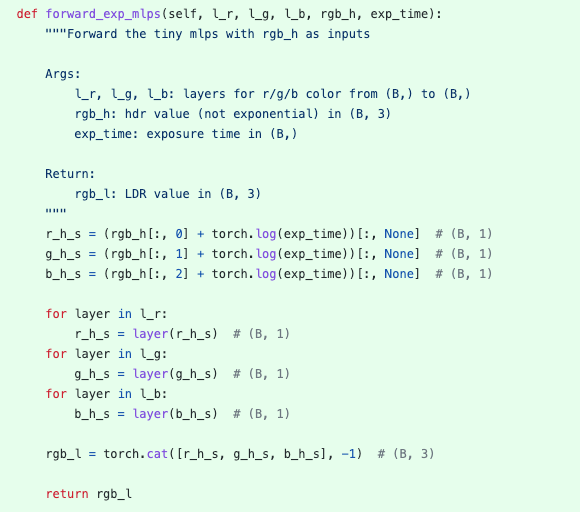 def forward_exp_mlps(self, l_r, l_g, l_b, rgb_h, exp_time):
    """Forward the tiny mlps with rgb_h as inputs

    Args:
        l_r, l_g, l_b: layers for r/g/b color from (B,) to (B,)
        rgb_h: hdr value (not exponential) in (B, 3)
        exp_time: exposure time in (B,)

    Return:
        rgb_l: LDR value in (B, 3)
    """
    r_h_s = (rgb_h[:, 0] + torch.log(exp_time))[:, None]  # (B, 1)
    g_h_s = (rgb_h[:, 1] + torch.log(exp_time))[:, None]  # (B, 1)
    b_h_s = (rgb_h[:, 2] + torch.log(exp_time))[:, None]  # (B, 1)

    for layer in l_r:
        r_h_s = layer(r_h_s)  # (B, 1)
    for layer in l_g:
        g_h_s = layer(g_h_s)  # (B, 1)
    for layer in l_b:
        b_h_s = layer(b_h_s)  # (B, 1)

    rgb_l = torch.cat([r_h_s, g_h_s, b_h_s], -1)  # (B, 3)

    return rgb_l